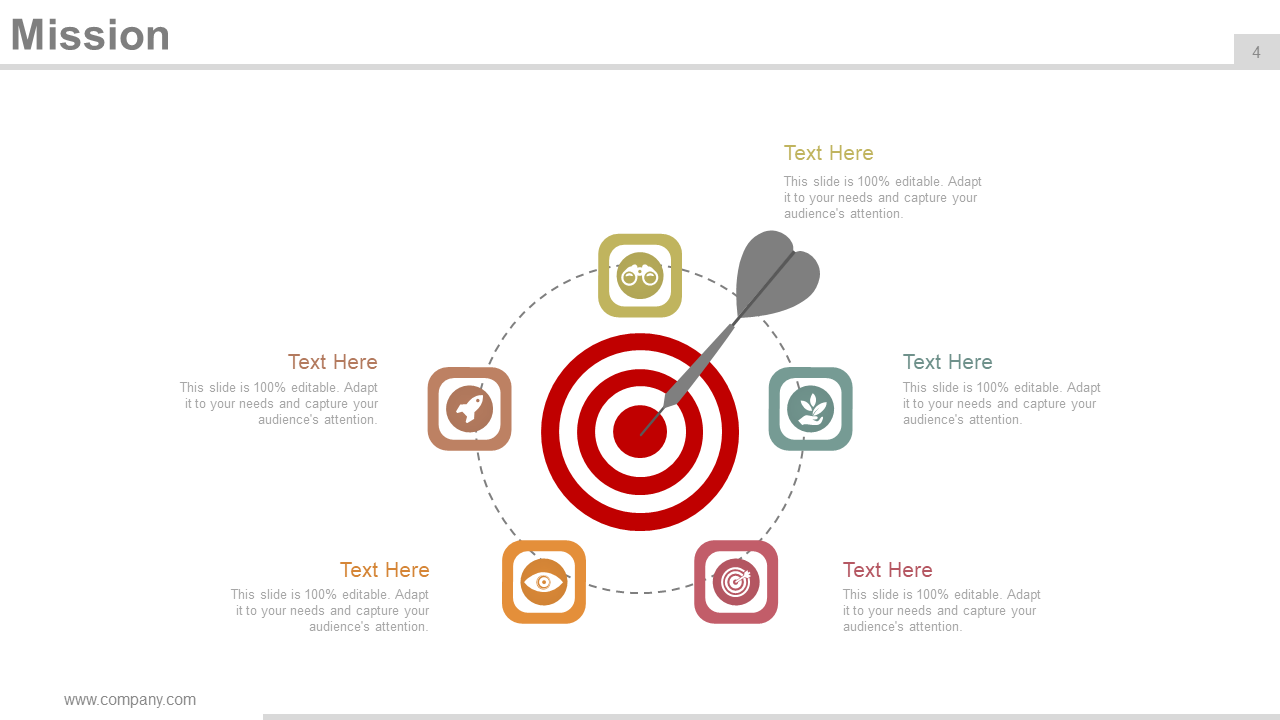 Mission
4
Text Here
This slide is 100% editable. Adapt
it to your needs and capture your
audience's attention.
Text Here
This slide is 100% editable. Adapt
it to your needs and capture your
audience's attention.
Text Here
This slide is 100% editable. Adapt
it to your needs and capture your
audience's attention.
Text Here
This slide is 100% editable. Adapt
it to your needs and capture your
audience's attention.
Text Here
This slide is 100% editable. Adapt
it to your needs and capture your
audience's attention.
www.company.com